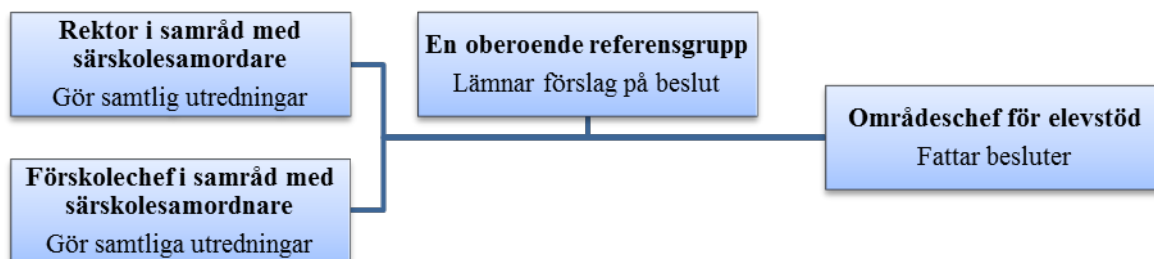 Rektor i samråd med
särskolesamordare
Gör samtlig utredningar
En oberoende referensgrupp
Lämnar förslag på beslut
Områdeschef för elevstöd
Fattar besluter
Förskolechef i samråd med
särskolesamordnare
Gör samtliga utredningar